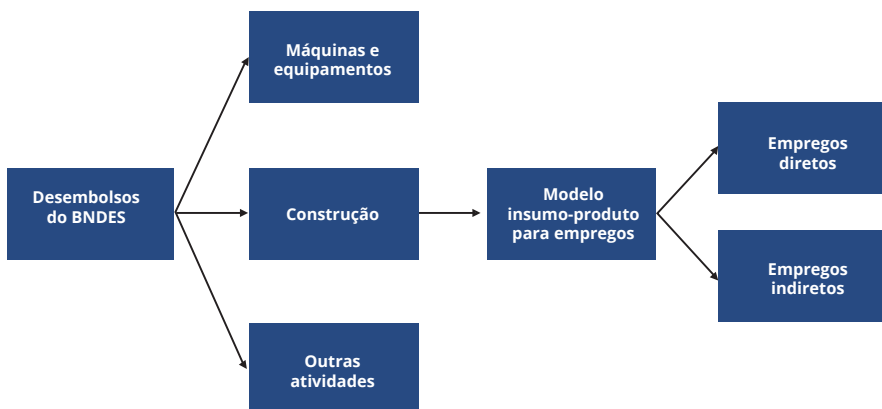 Máquinas e
equipamentos
Desembolsos
do BNDES
Construção
Outras
atividades
Modelo
insumo-produto
para empregos
Empregos
diretos
Empregos
indiretos